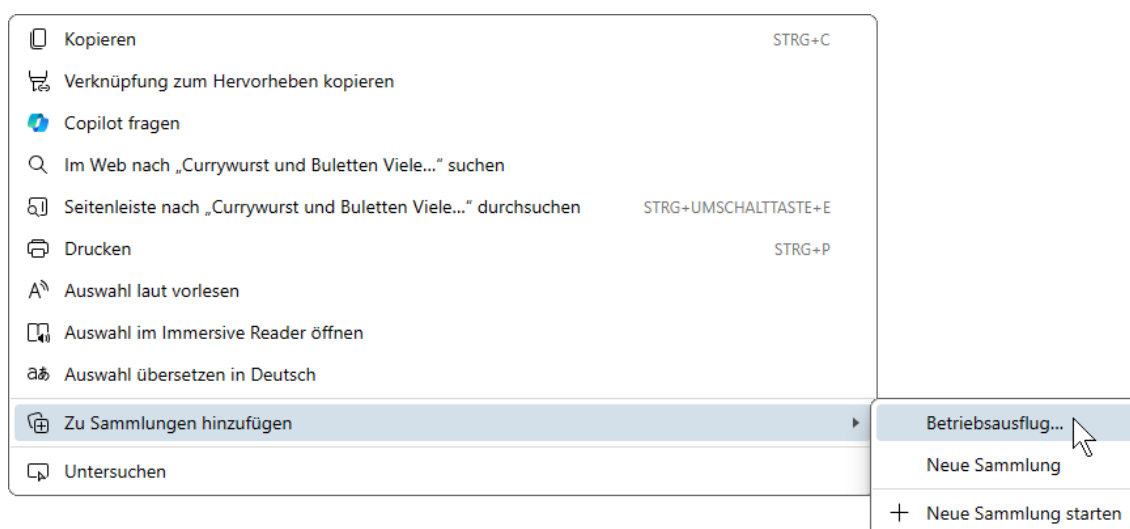 Kopieren STRG+C
Verknüpfung zum Hervorheben kopieren
Copilot fragen
Im Web nach „Currywurst und Buletten Viele...“ suchen
Seitenleiste nach „Currywurst und Buletten Viele...“ durchsuchen STRG+UMSCHALTTASTE+E
Drucken STRG+P
Auswahl laut vorlesen
Auswahl im Immersive Reader öffnen
Auswahl übersetzen in Deutsch
Zu Sammlungen hinzufügen
Untersuchen
Betriebsausflug...
Neue Sammlung
Neue Sammlung starten